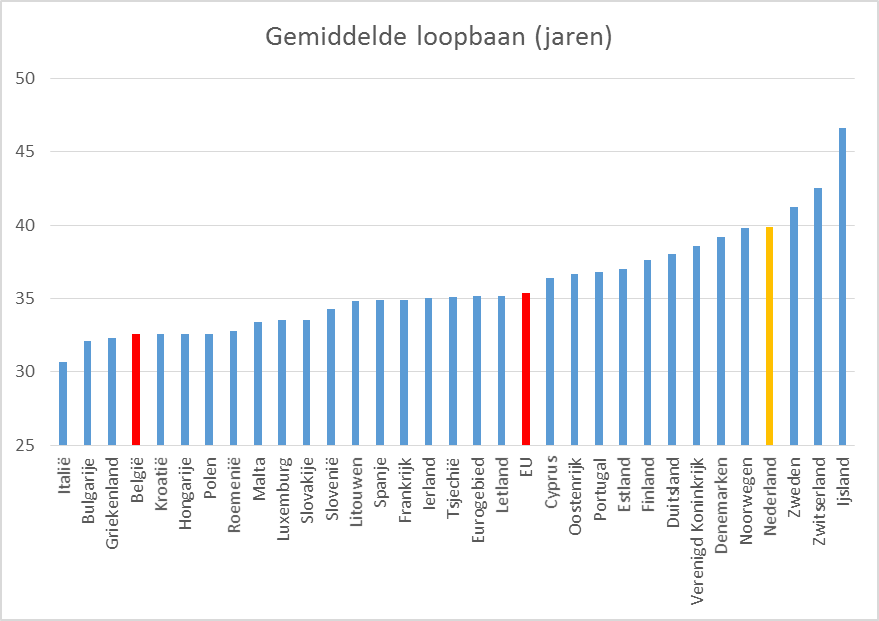 Gemiddelde loopbaan (jaren)
50
45
40
35
30
25
Italië
Bulgarije
Griekenland
België
Kroatië
Hongarije
Polen
Roemenië
Malta
Luxemburg
Slovakije
Slovenië
Litouwen
Spanje
Frankrijk
Ierland
Tsjechië
Eurogebied
Letland
EU
Cyprus
Oostenrijk
Portugal
Estland
Finland
Duitsland
Verenigd Koninkrijk
Denemarken
Noorwegen
Nederland
Zweden
Zwitserland
Ijsland